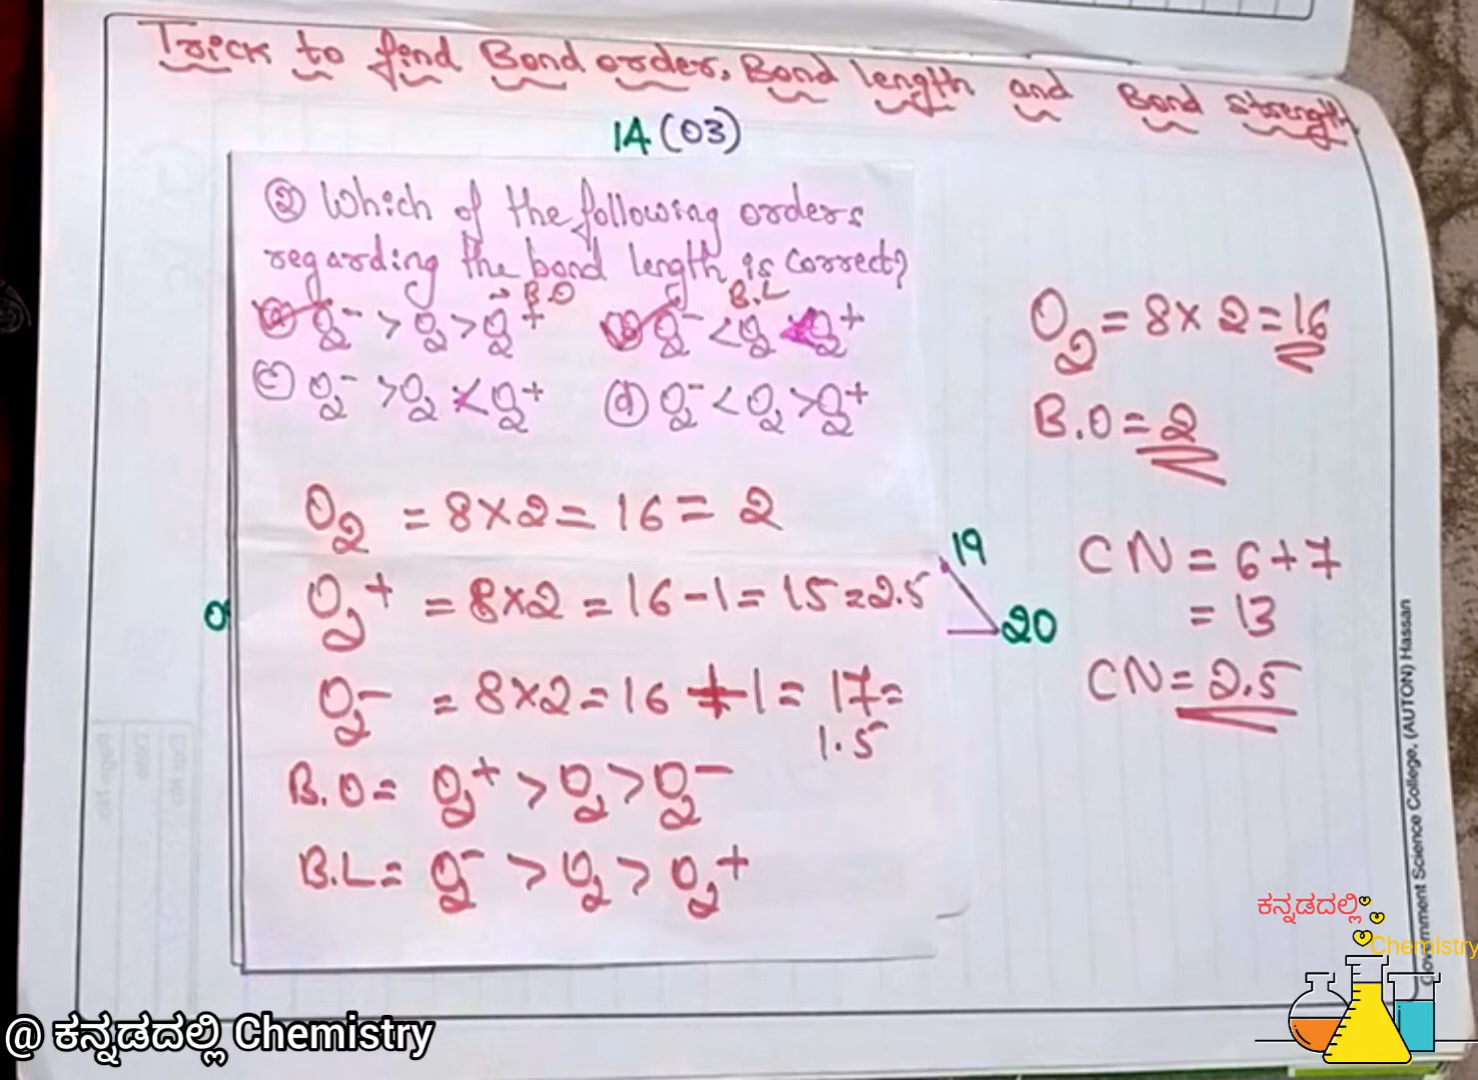 Trick to find Bond order, Bond length and Bond strength
14 (03)
② Which of the following orders
regarding the bond length is correct?
→ B.O
B.L
ⓐ O₂⁻ > O₂ > O₂⁺ ⓑ O₂⁻ < O₂ < O₂⁺
ⓒ O₂⁻ > O₂ < O₂⁺ ⓓ O₂⁻ < O₂ > O₂⁺
O₂ = 8×2 = 16 = 2
O₂⁺ = 8×2 = 16 - 1 = 15 = 2.5
O₂⁻ = 8×2 = 16 + 1 = 17 =
1.5
B.O = O₂⁺ > O₂ > O₂⁻
B.L = O₂⁻ > O₂ > O₂⁺
19
20
O₂ = 8 × 2 = 16
B.O = 2
CN = 6+7
= 13
CN = 2.5
Government Science College, (AUTON) Hassan
ಕನ್ನಡದಲ್ಲಿ
Chemistry
@ ಕನ್ನಡದಲ್ಲಿ Chemistry